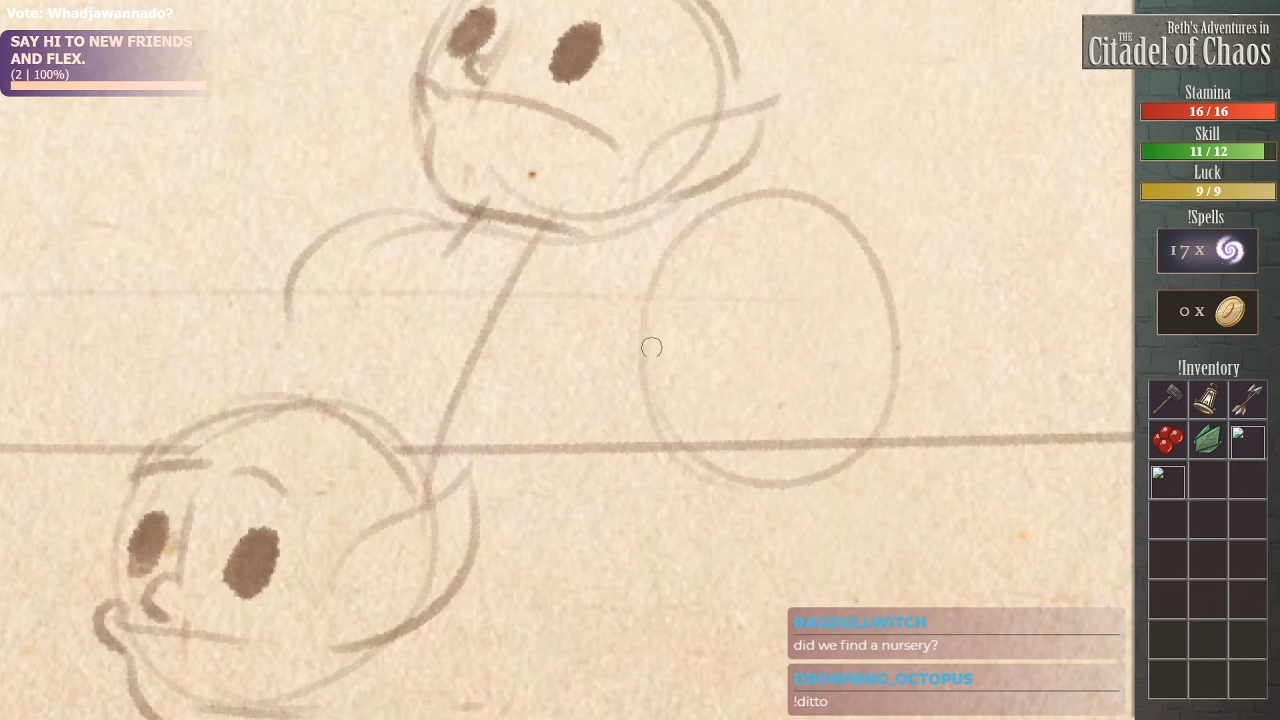 Vote: Whadjawannado?
SAY HI TO NEW FRIENDS
AND FLEX.
(2 | 100%)
Beth's Adventures in
THE
Citadel of Chaos
Stamina
16 / 16
Skill
11 / 12
Luck
9 / 9
!Spells
17 x
0 x
!Inventory
RAGDOLLWITCH
did we find a nursery?
DROWNING_OCTOPUS
!ditto